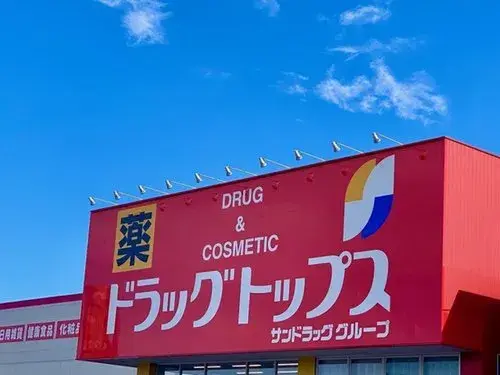 薬
DRUG
&
COSMETIC
ドラッグトップス
サンドラッググループ
日用雑貨 健康食品 化粧品